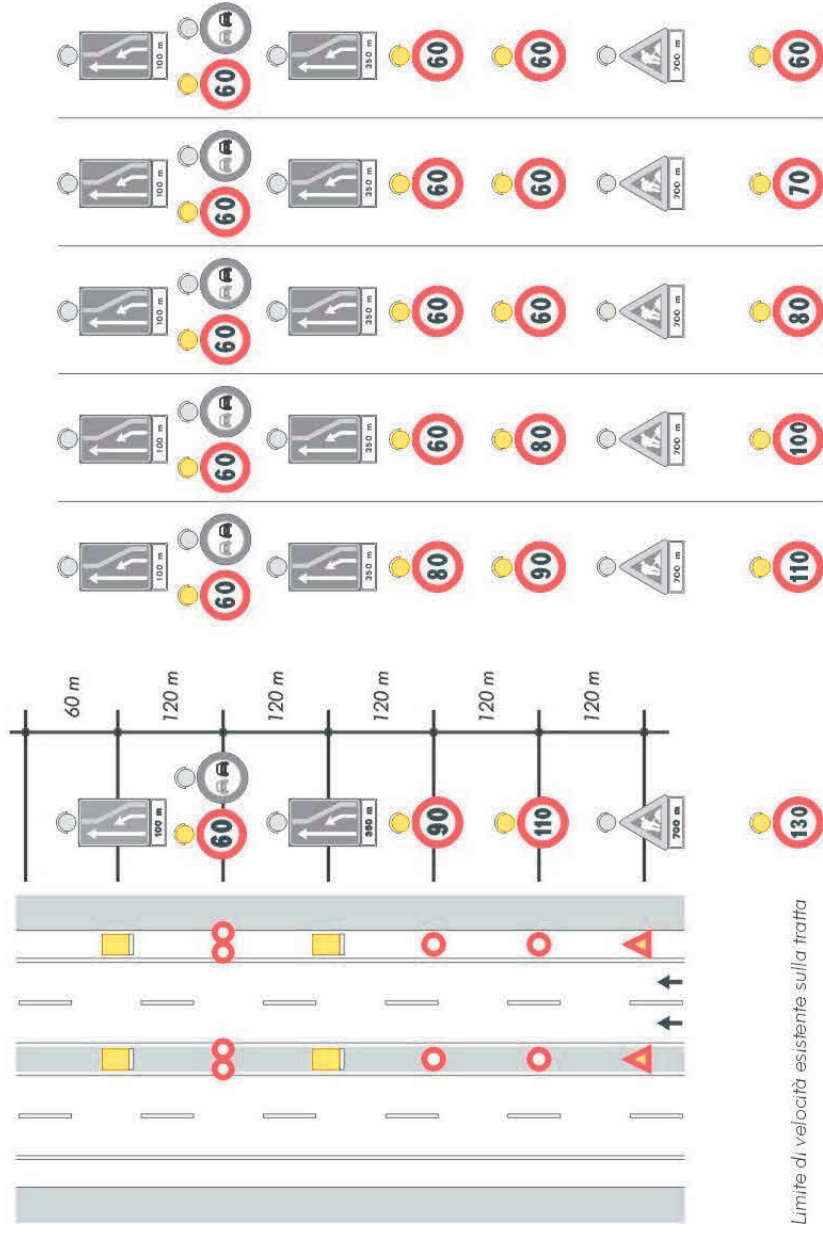 60 m
100 m 100 m 100 m 100 m 100 m 100 m
120 m
60 60 60 60 60 60
120 m
350 m 350 m 350 m 350 m 350 m 350 m
120 m
90 80 60 60 60 60
120 m
110 90 80 60 60 60
120 m
700 m 700 m 700 m 700 m 700 m 700 m
Limite di velocità esistente sulla tratta 130 110 100 80 70 60